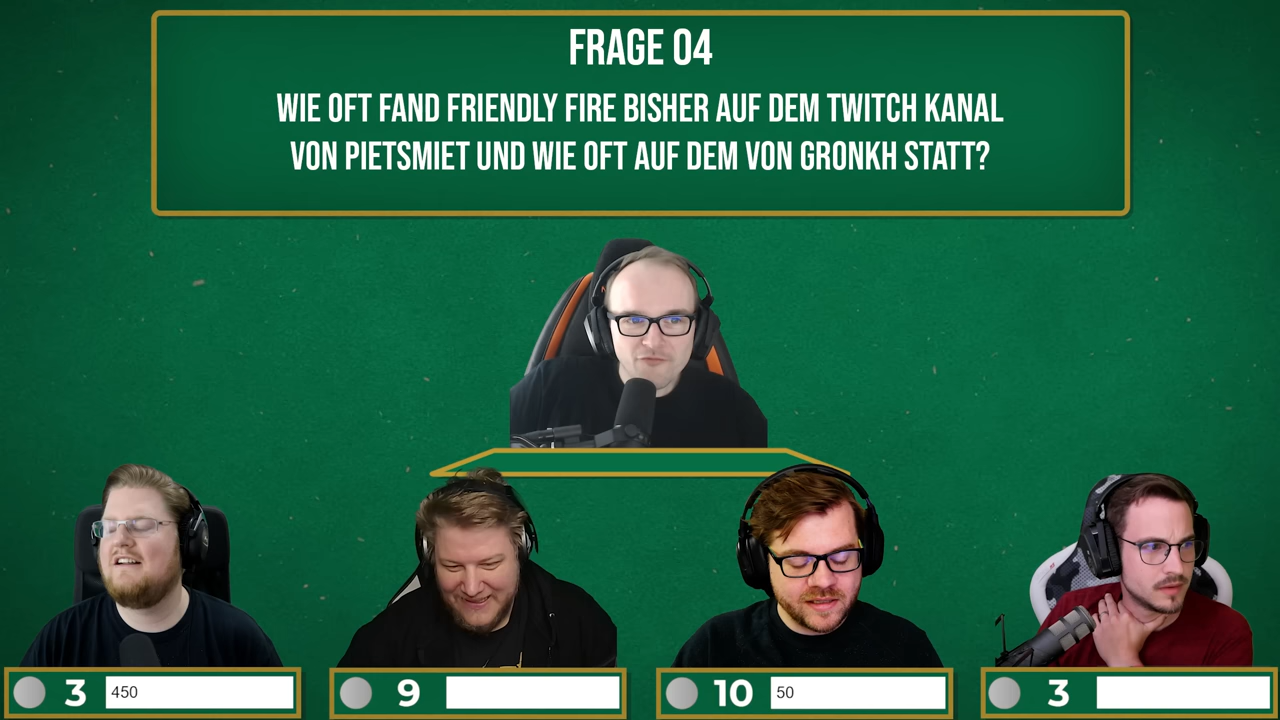 FRAGE 04
WIE OFT FAND FRIENDLY FIRE BISHER AUF DEM TWITCH KANAL
VON PIETSMIET UND WIE OFT AUF DEM VON GRONKH STATT?
3 450
9
10 50
3